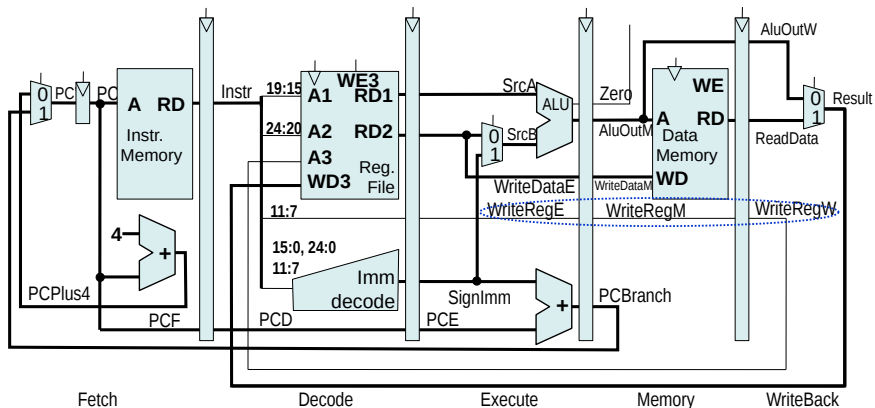 AluOutW
0
1
PC
PC
A RD
Instr.
Memory
Instr
19:15
WE3
A1 RD1
24:20
A2 RD2
A3
Reg.
File
WD3
SrcA
ALU
Zero
0
1
SrcB
AluOutM
WE
A RD
Data
Memory
WD
0
1
Result
ReadData
WriteDataE
WriteDataM
11:7
WriteRegE
WriteRegM
WriteRegW
4
+
15:0, 24:0
11:7
Imm
decode
SignImm
+
PCBranch
PCPlus4
PCF
PCD
PCE
Fetch
Decode
Execute
Memory
WriteBack